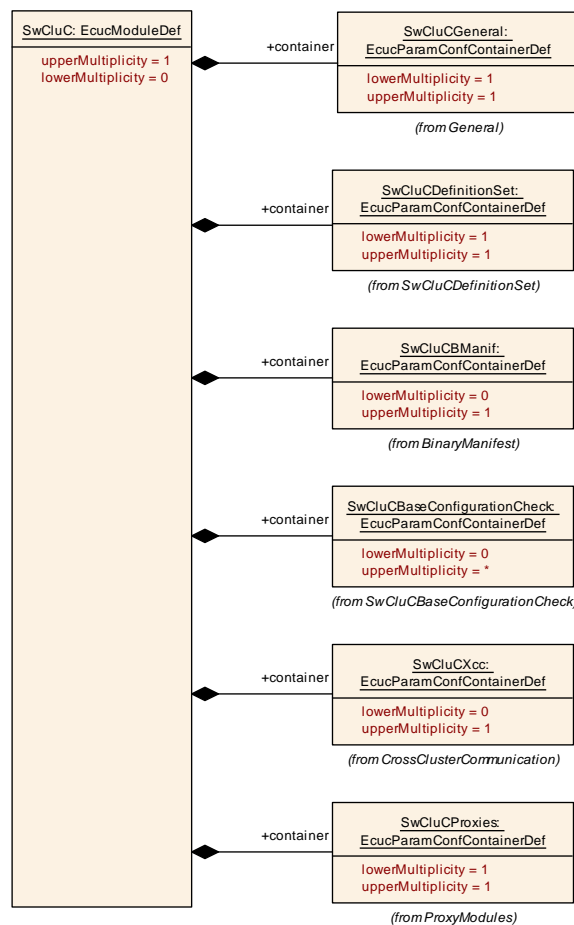 SwCluC: EcucModuleDef
upperMultiplicity = 1
lowerMultiplicity = 0
+container
SwCluCGeneral:
EcucParamConfContainerDef
lowerMultiplicity = 1
upperMultiplicity = 1
(from General)
+container
SwCluCDefinitionSet:
EcucParamConfContainerDef
lowerMultiplicity = 1
upperMultiplicity = 1
(from SwCluCDefinitionSet)
+container
SwCluCBManif:
EcucParamConfContainerDef
lowerMultiplicity = 0
upperMultiplicity = 1
(from BinaryManifest)
+container
SwCluCBaseConfigurationCheck:
EcucParamConfContainerDef
lowerMultiplicity = 0
upperMultiplicity = *
(from SwCluCBaseConfigurationCheck)
+container
SwCluCXcc:
EcucParamConfContainerDef
lowerMultiplicity = 0
upperMultiplicity = 1
(from CrossClusterCommunication)
+container
SwCluCProxies:
EcucParamConfContainerDef
lowerMultiplicity = 1
upperMultiplicity = 1
(from ProxyModules)